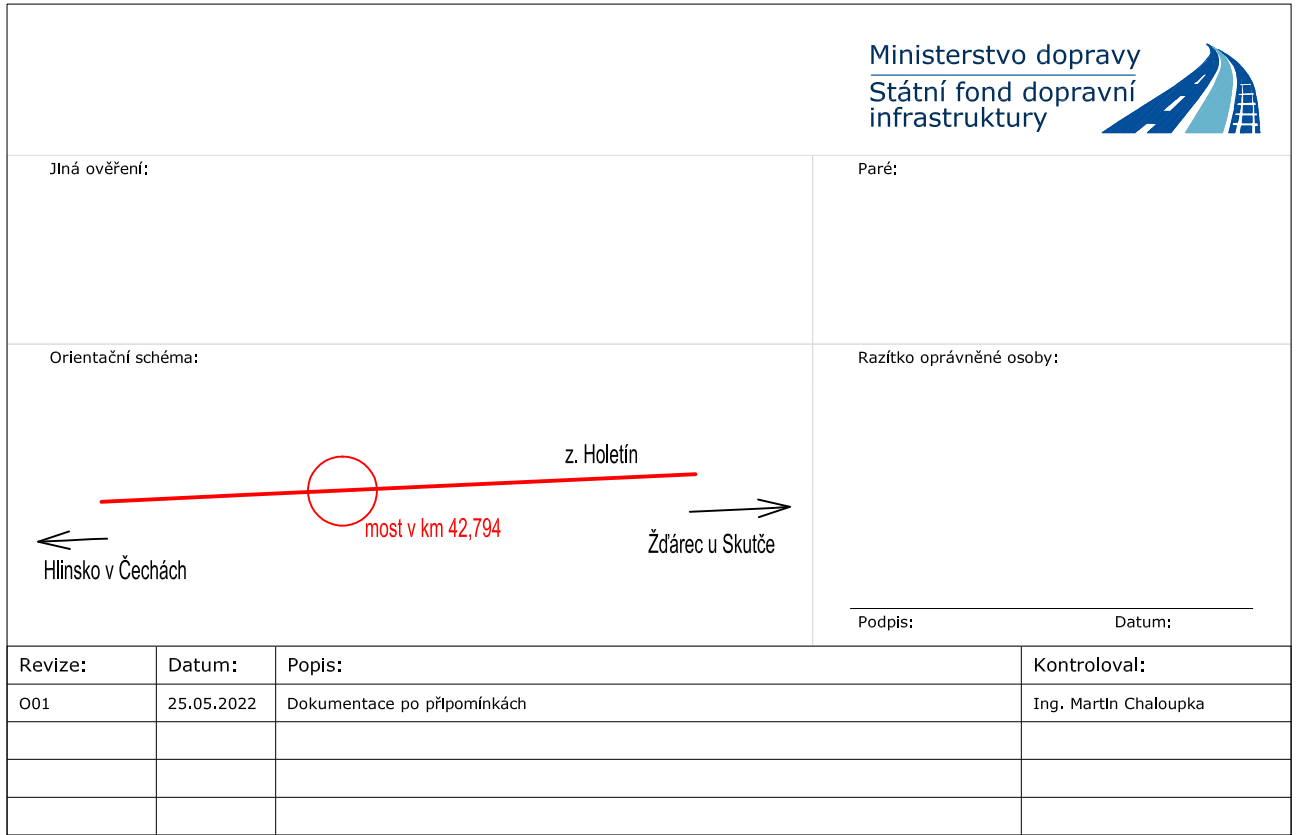 Ministerstvo dopravy
Státní fond dopravní
infrastruktury
Jiná ověření:
Paré:
Orientační schéma:
Razítko oprávněné osoby:
z. Holetín
most v km 42,794
Žďárec u Skutče
Hlinsko v Čechách
Podpis: Datum:
Revize: Datum: Popis: Kontroloval:
O01 25.05.2022 Dokumentace po připomínkách Ing. Martin Chaloupka